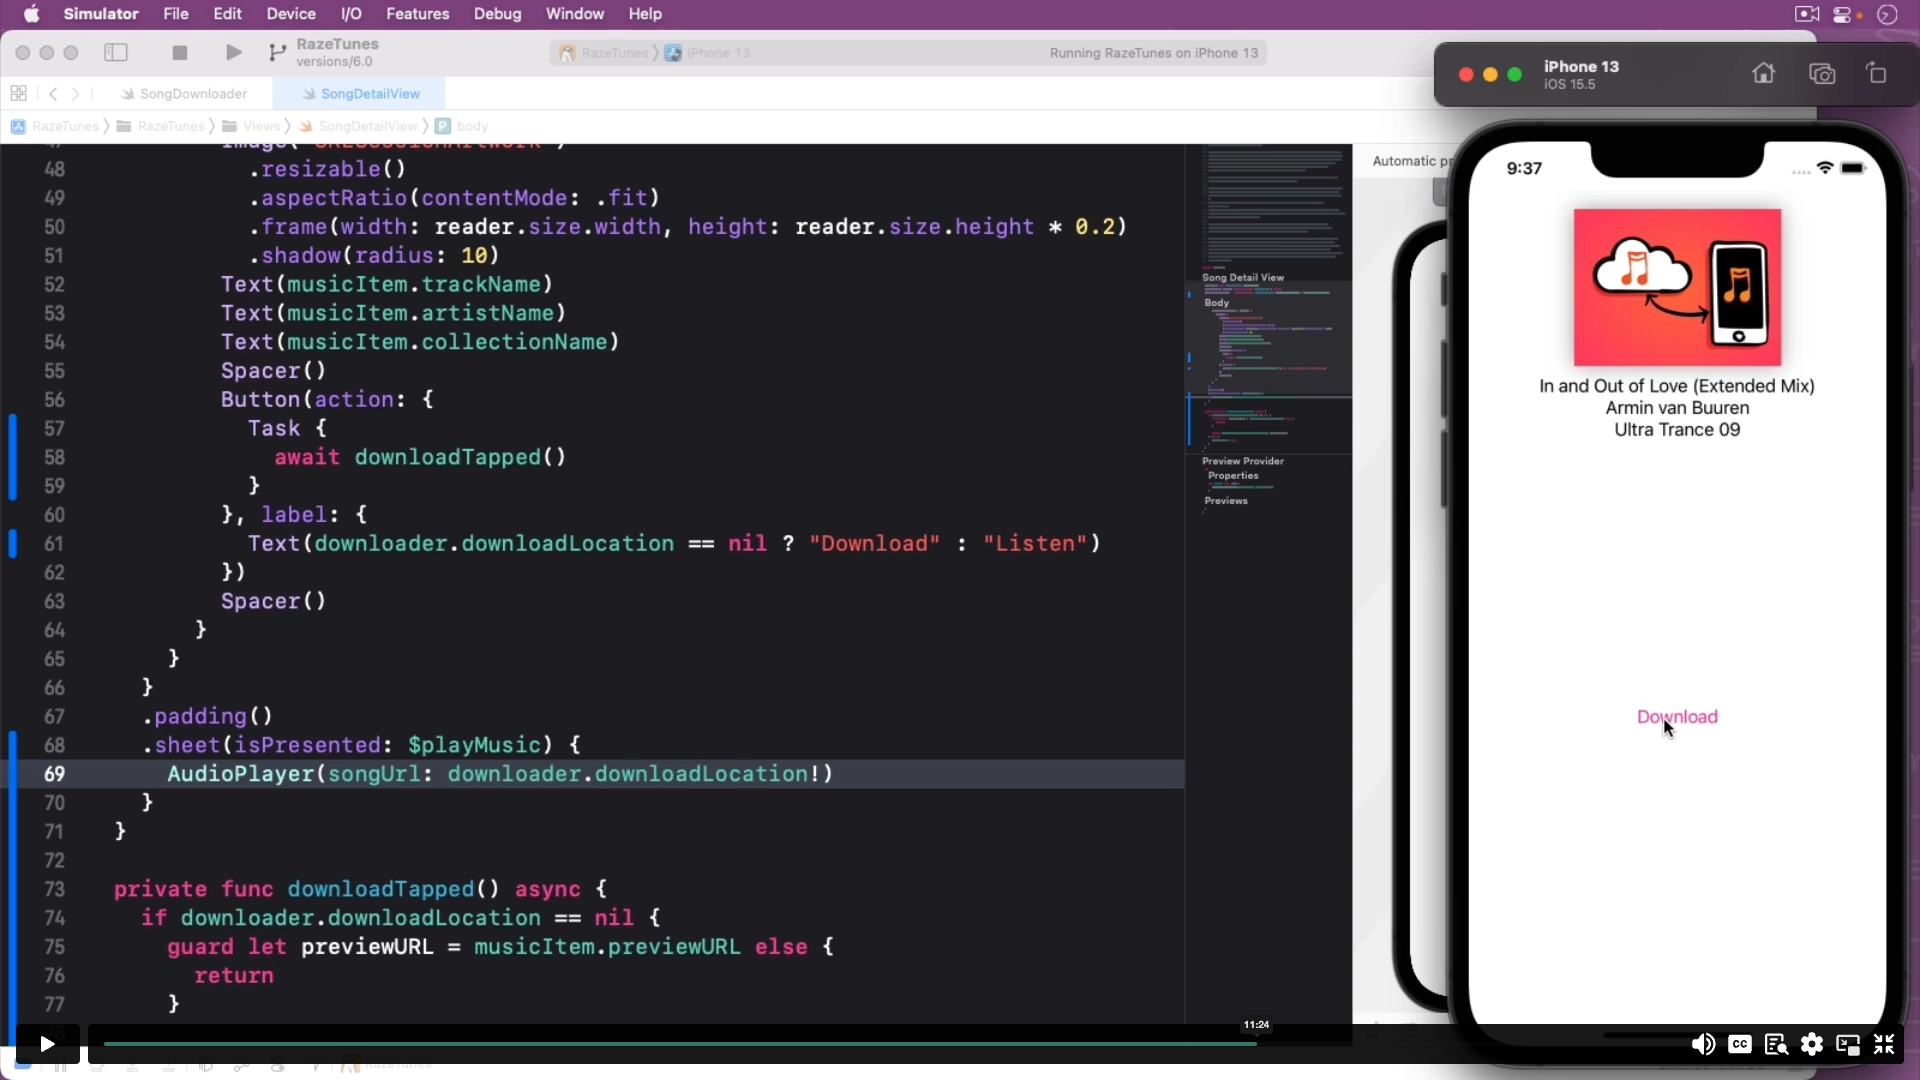 Simulator File Edit Device I/O Features Debug Window Help
RazeTunes
versions/6.0
RazeTunes iPhone 13
Running RazeTunes on iPhone 13
SongDownloader
SongDetailView
RazeTunes RazeTunes Views SongDetailView P body
48 .resizable()
49 .aspectRatio(contentMode: .fit)
50 .frame(width: reader.size.width, height: reader.size.height * 0.2)
51 .shadow(radius: 10)
52 Text(musicItem.trackName)
53 Text(musicItem.artistName)
54 Text(musicItem.collectionName)
55 Spacer()
56 Button(action: {
57 Task {
58 await downloadTapped()
59 }
60 }, label: {
61 Text(downloader.downloadLocation == nil ? "Download" : "Listen")
62 })
63 Spacer()
64 }
65 }
66 }
67 .padding()
68 .sheet(isPresented: $playMusic) {
69 AudioPlayer(songUrl: downloader.downloadLocation!)
70 }
71 }
72
73 private func downloadTapped() async {
74 if downloader.downloadLocation == nil {
75 guard let previewURL = musicItem.previewURL else {
76 return
77 }
Song Detail View
Body
Preview Provider
Properties
Previews
Automatic
iPhone 13
iOS 15.5
9:37
In and Out of Love (Extended Mix)
Armin van Buuren
Ultra Trance 09
Download
11:24
CC
RazeTunes